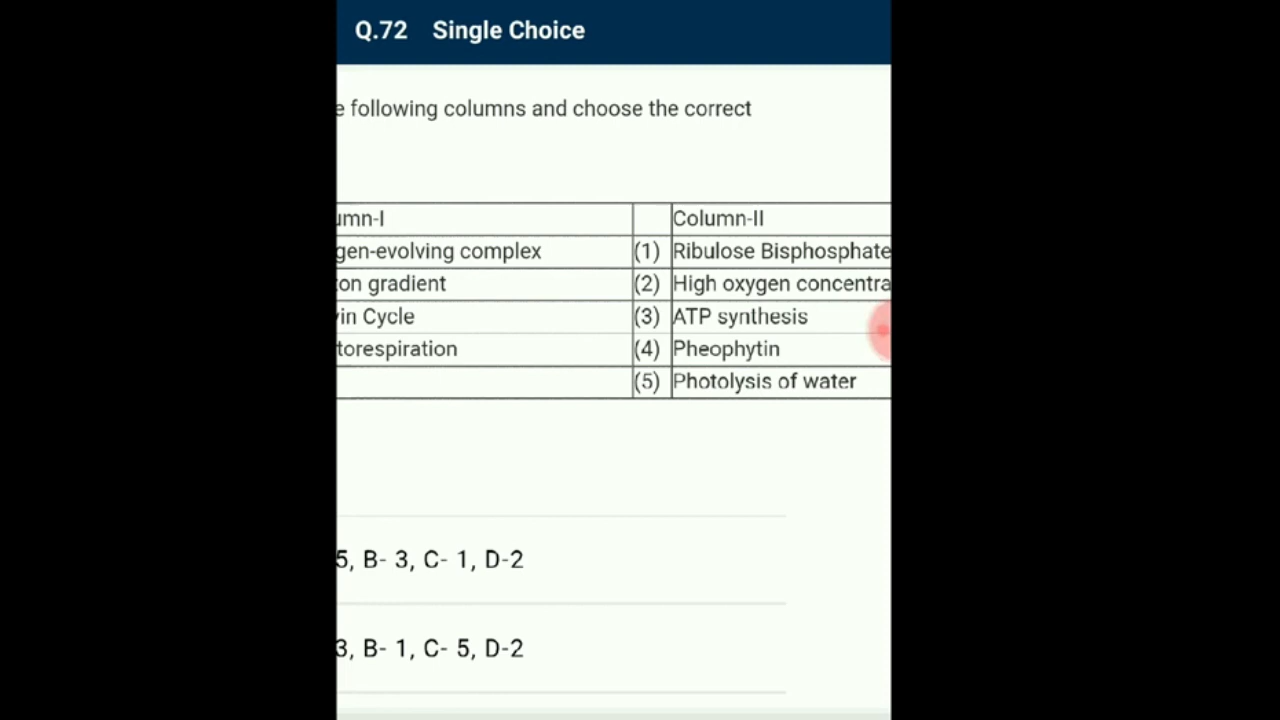 Q.72 Single Choice
e following columns and choose the correct
umn-I Column-II
gen-evolving complex (1) Ribulose Bisphosphate
on gradient (2) High oxygen concentra
vin Cycle (3) ATP synthesis
torespiration (4) Pheophytin
(5) Photolysis of water
5, B- 3, C- 1, D-2
3, B- 1, C- 5, D-2